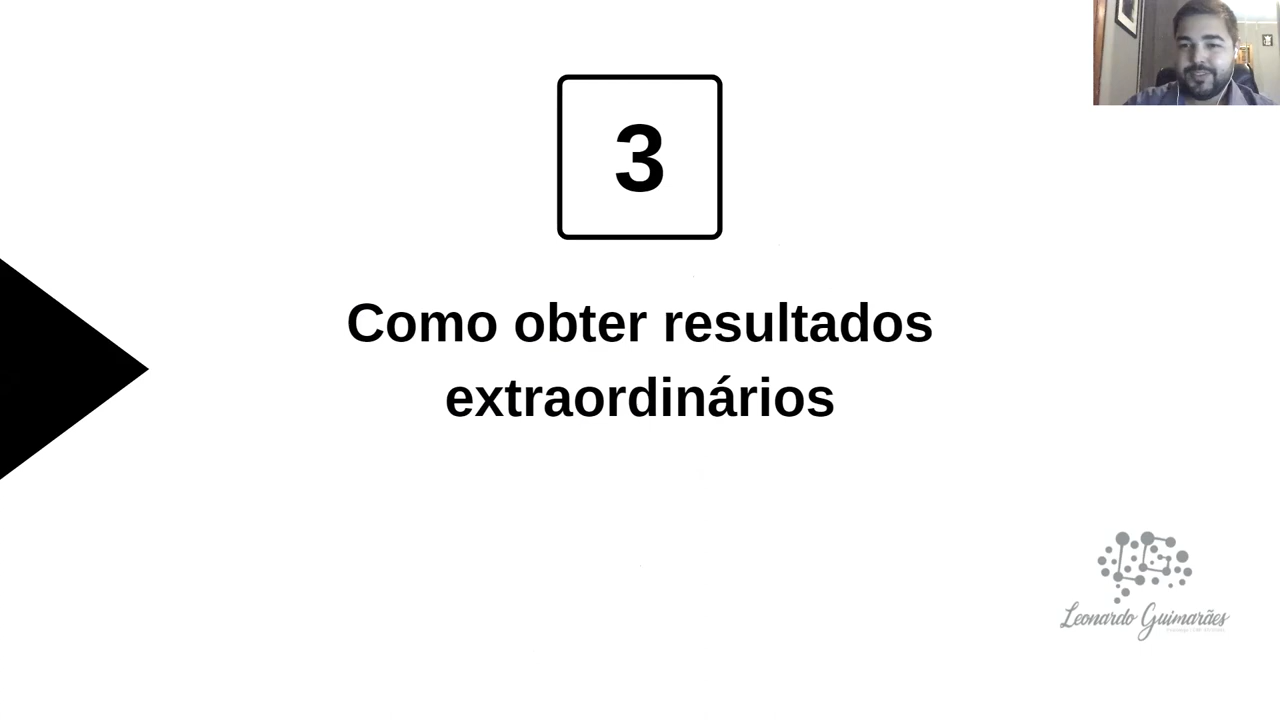 3
Como obter resultados
extraordinários
Leonardo Guimarães